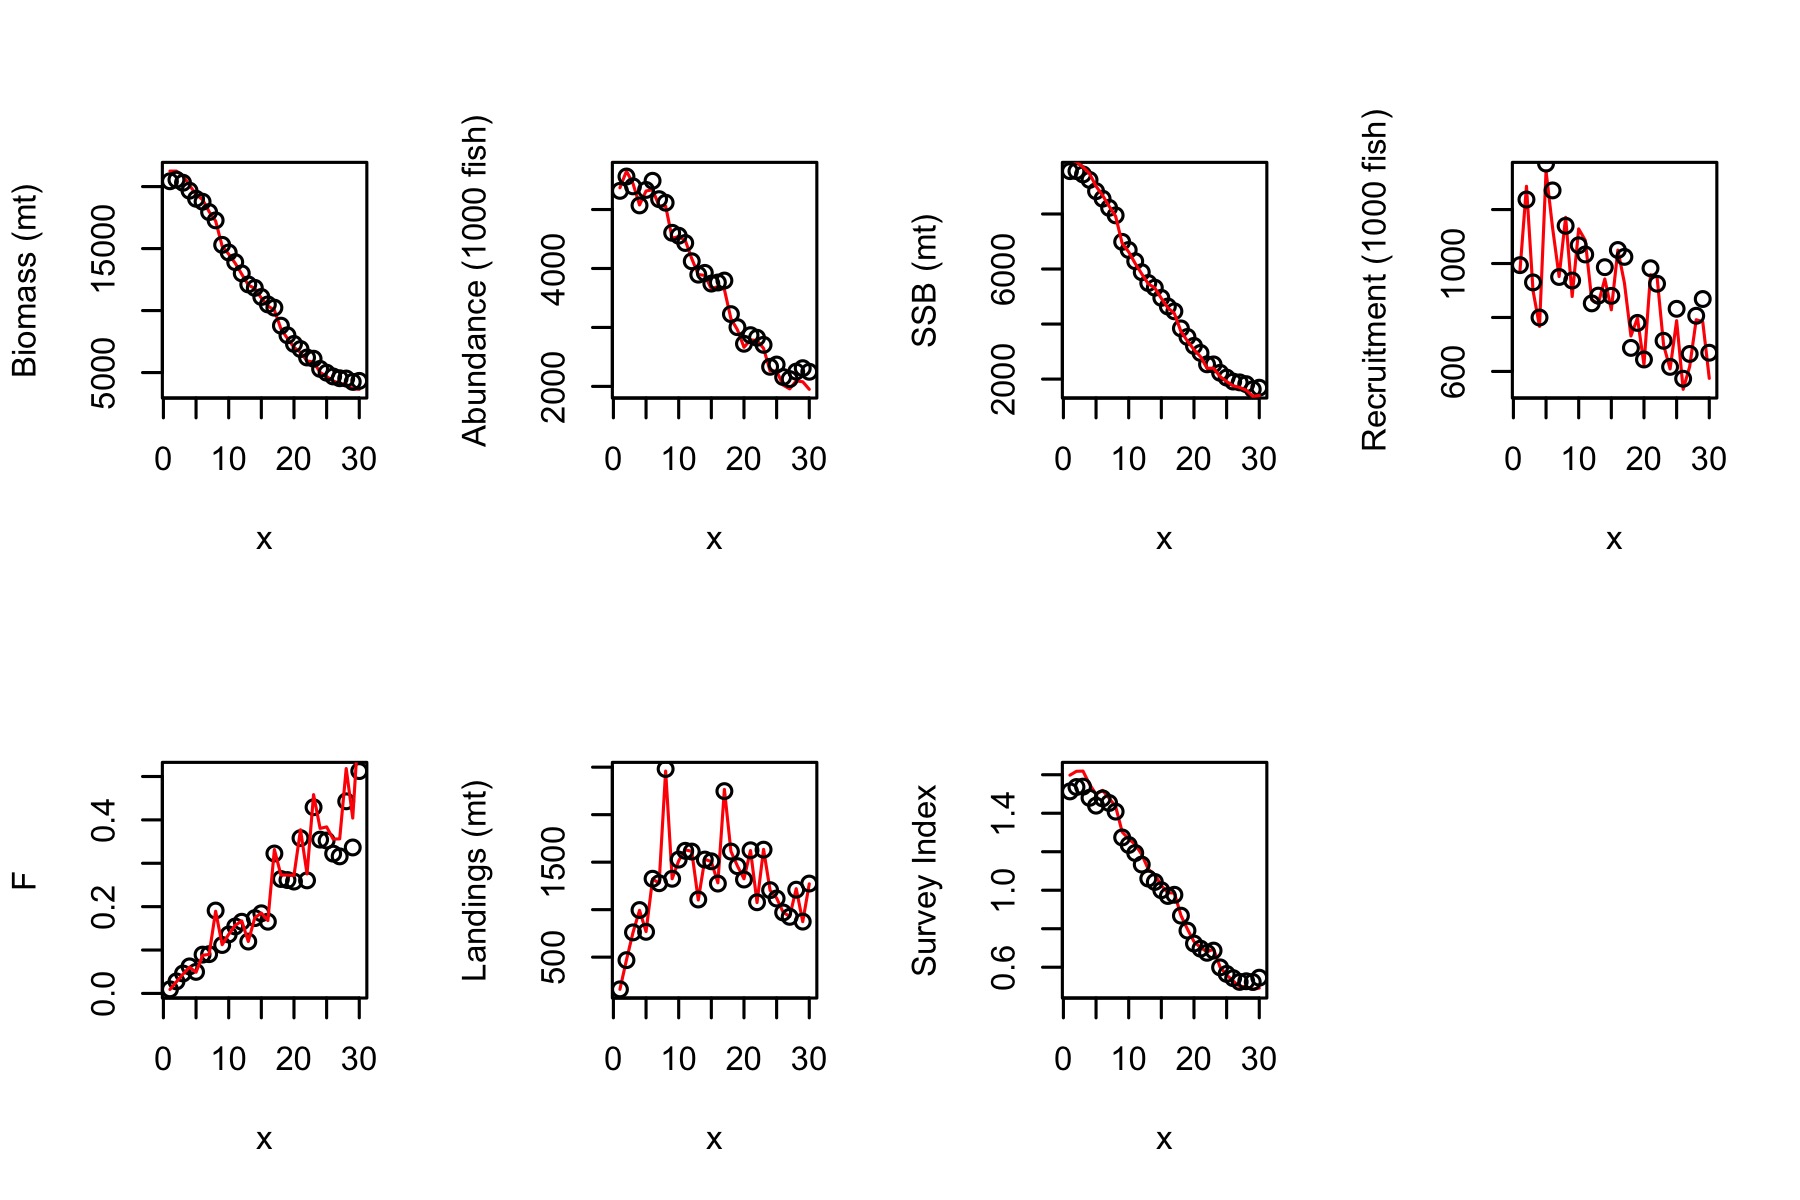 Biomass (mt)
5000 15000
0 10 20 30
x
Abundance (1000 fish)
2000 4000
0 10 20 30
x
SSB (mt)
2000 6000
0 10 20 30
x
Recruitment (1000 fish)
600 1000
0 10 20 30
x
F
0.0 0.2 0.4
0 10 20 30
x
Landings (mt)
500 1500
0 10 20 30
x
Survey Index
0.6 1.0 1.4
0 10 20 30
x